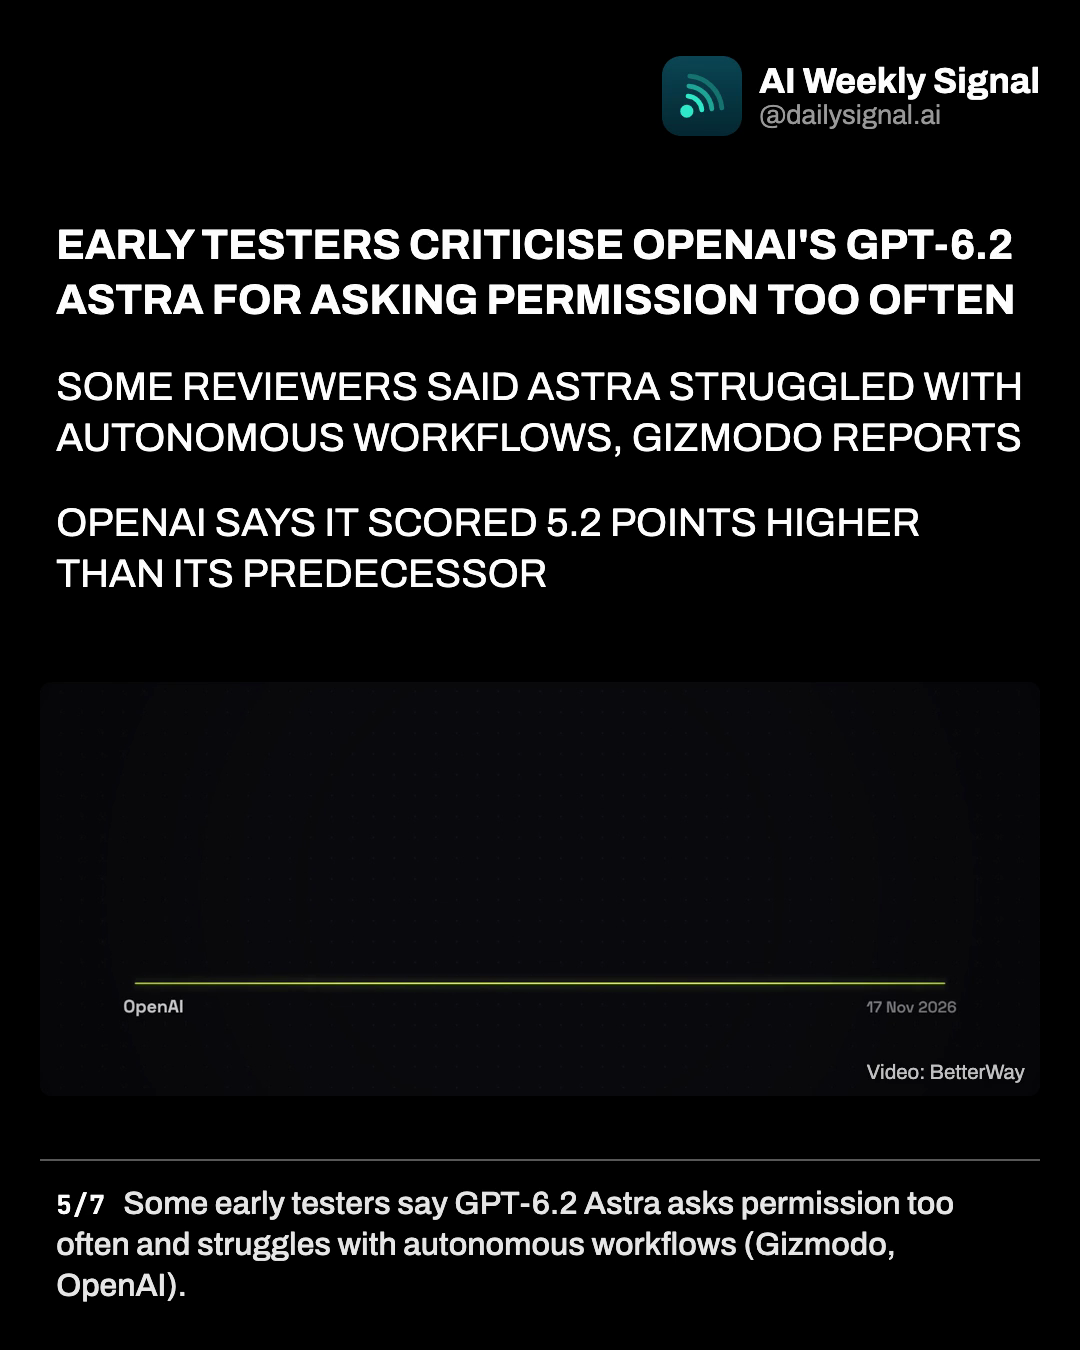 AI Weekly Signal
@dailysignal.ai
EARLY TESTERS CRITICISE OPENAI'S GPT-6.2
ASTRA FOR ASKING PERMISSION TOO OFTEN
SOME REVIEWERS SAID ASTRA STRUGGLED WITH
AUTONOMOUS WORKFLOWS, GIZMODO REPORTS
OPENAI SAYS IT SCORED 5.2 POINTS HIGHER
THAN ITS PREDECESSOR
OpenAI
17 Nov 2026
Video: BetterWay
5/7 Some early testers say GPT-6.2 Astra asks permission too
often and struggles with autonomous workflows (Gizmodo,
OpenAI).